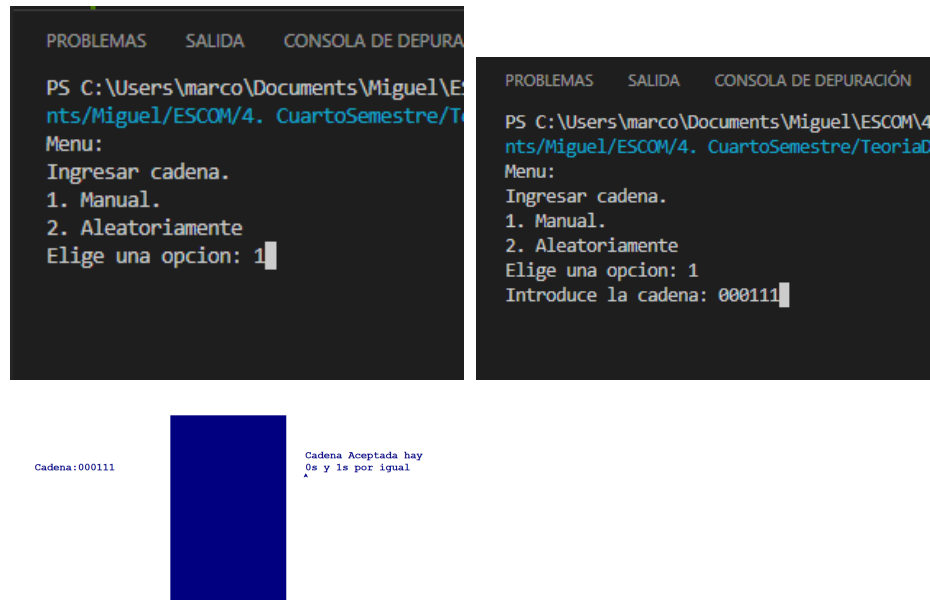 PROBLEMAS SALIDA CONSOLA DE DEPURA
PS C:\Users\marco\Documents\Miguel\ES
nts/Miguel/ESCOM/4. CuartoSemestre/Te
Menu:
Ingresar cadena.
1. Manual.
2. Aleatoriamente
Elige una opcion: 1
PROBLEMAS SALIDA CONSOLA DE DEPURACIÓN
PS C:\Users\marco\Documents\Miguel\ESCOM\4
nts/Miguel/ESCOM/4. CuartoSemestre/TeoriaD
Menu:
Ingresar cadena.
1. Manual.
2. Aleatoriamente
Elige una opcion: 1
Introduce la cadena: 000111
Cadena:000111
Cadena Aceptada hay
0s y 1s por igual